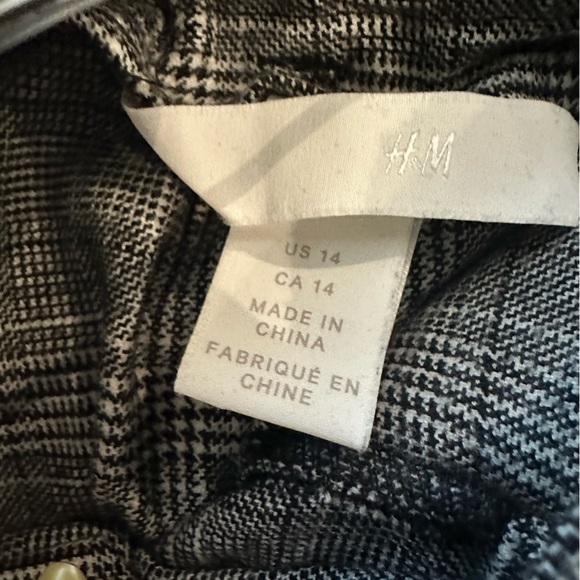 H&M
US 14
CA 14
MADE IN
CHINA
FABRIQUÉ EN
CHINE